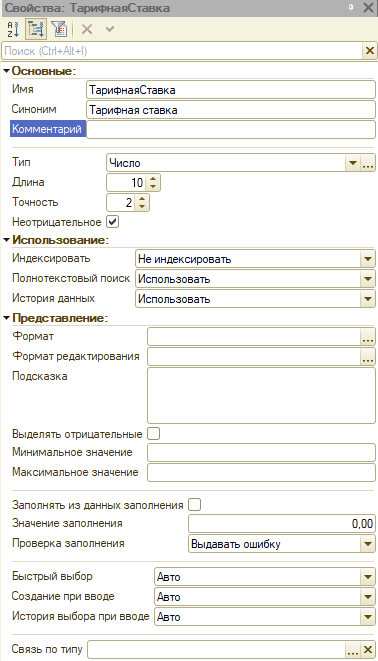 Свойства: ТарифнаяСтавка
Поиск (Ctrl+Alt+I)
Основные:
Имя ТарифнаяСтавка
Синоним Тарифная ставка
Комментарий
Тип Число
Длина 10
Точность 2
Неотрицательное
Использование:
Индексировать Не индексировать
Полнотекстовый поиск Использовать
История данных Использовать
Представление:
Формат
Формат редактирования
Подсказка
Выделять отрицательные
Минимальное значение
Максимальное значение
Заполнять из данных заполнения
Значение заполнения 0,00
Проверка заполнения Выдавать ошибку
Быстрый выбор Авто
Создание при вводе Авто
История выбора при вводе Авто
Связь по типу